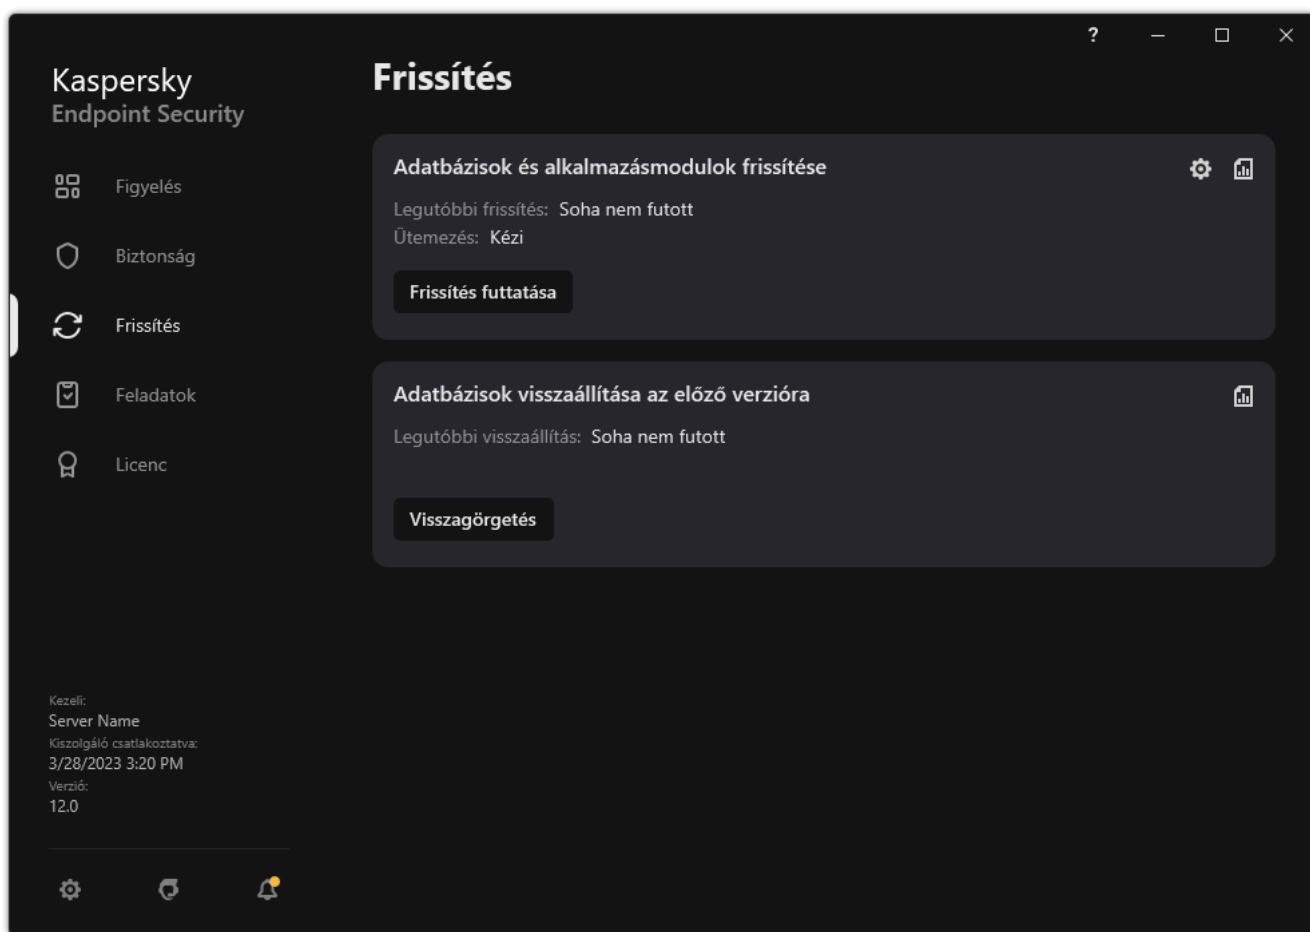 ?
Kaspersky
Endpoint Security
Figyelés
Biztonság
Frissítés
Feladatok
Licenc
Kezeli:
Server Name
Kiszolgáló csatlakoztatva:
3/28/2023 3:20 PM
Verzió:
12.0
Frissítés
Adatbázisok és alkalmazásmodulok frissítése
Legutóbbi frissítés: Soha nem futott
Ütemezés: Kézi
Frissítés futtatása
Adatbázisok visszaállítása az előző verzióra
Legutóbbi visszaállítás: Soha nem futott
Visszagörgetés